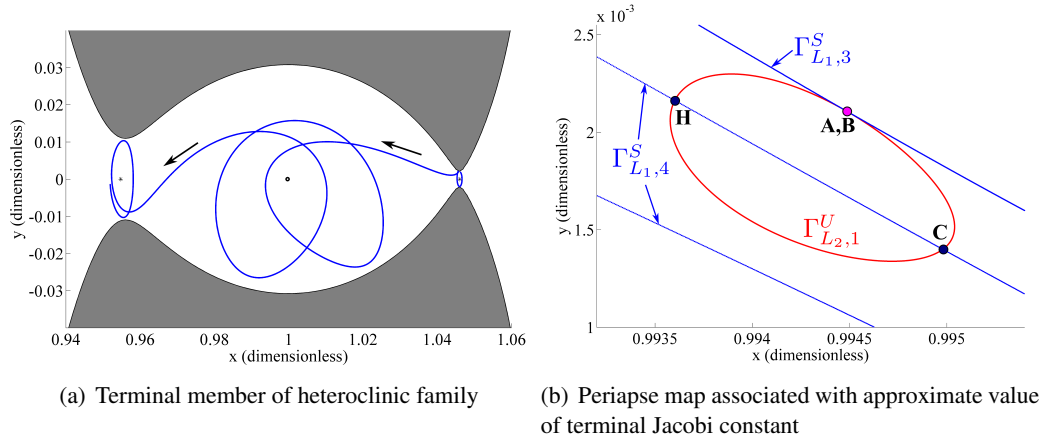 (a)
0.03
0.02
0.01
0
-0.01
-0.02
-0.03
y (dimensionless)
0.94 0.96 0.98 1 1.02 1.04 1.06
x (dimensionless)
(a) Terminal member of heteroclinic family
x 10⁻³
(b)
2.5
2
1.5
1
y (dimensionless)
Γ^S_{L₁,3}
H
A,B
Γ^S_{L₁,4}
Γ^U_{L₂,1}
C
0.9935 0.994 0.9945 0.995
x (dimensionless)
(b) Periapse map associated with approximate value
of terminal Jacobi constant